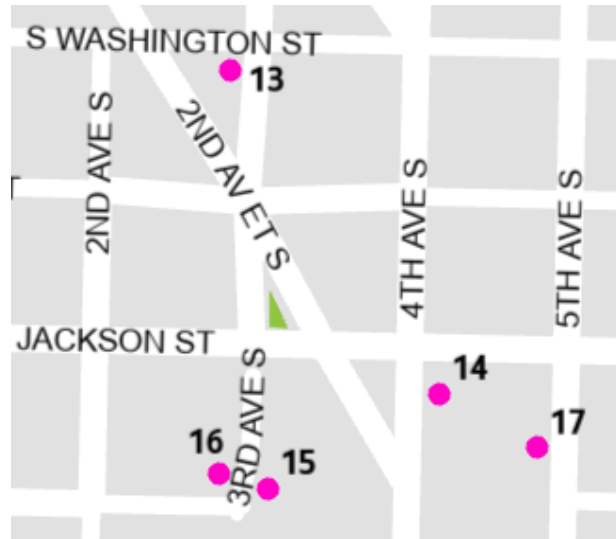 S WASHINGTON ST
13
2ND AVE S
2ND AV ET S
4TH AVE S
5TH AVE S
JACKSON ST
3RD AVE S
14
17
16
15